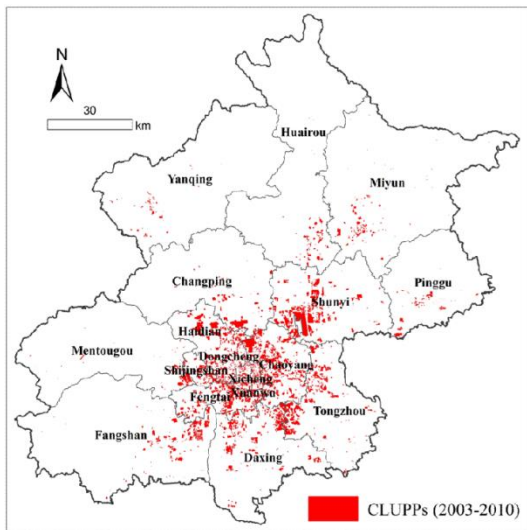 N
30
km
Huairou
Yanqing
Miyun
Changping
Shunyi
Pinggu
Haidian
Mentougou
Dongcheng
Chaoyang
Shijingshan
Xicheng
Xuanwu
Fengtai
Tongzhou
Fangshan
Daxing
CLUPPs (2003-2010)